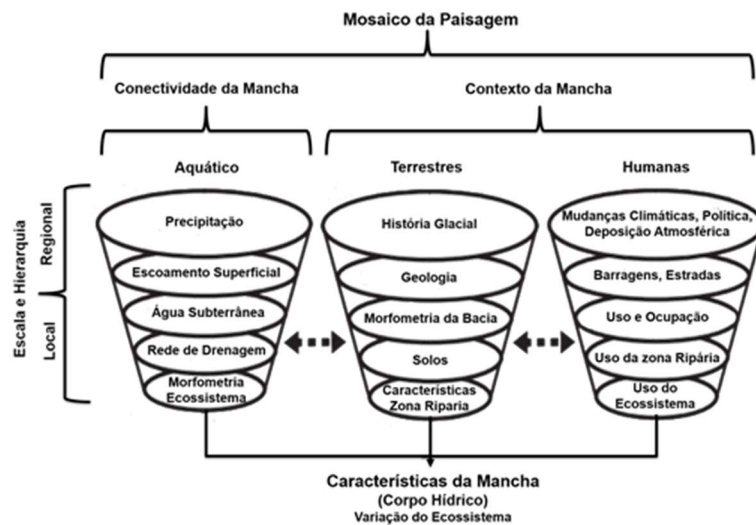 Mosaico da Paisagem
Conectividade da Mancha
Contexto da Mancha
Aquático
Terrestres
Humanas
Escala e Hierarquia
Regional
Local
Precipitação
Escoamento Superficial
Água Subterrânea
Rede de Drenagem
Morfometria
Ecossistema
História Glacial
Geologia
Morfometria da Bacia
Solos
Características
Zona Riparia
Mudanças Climáticas, Política,
Deposição Atmosférica
Barragens, Estradas
Uso e Ocupação
Uso da zona Ripária
Uso do
Ecossistema
Características da Mancha
(Corpo Hídrico)
Variação do Ecossistema